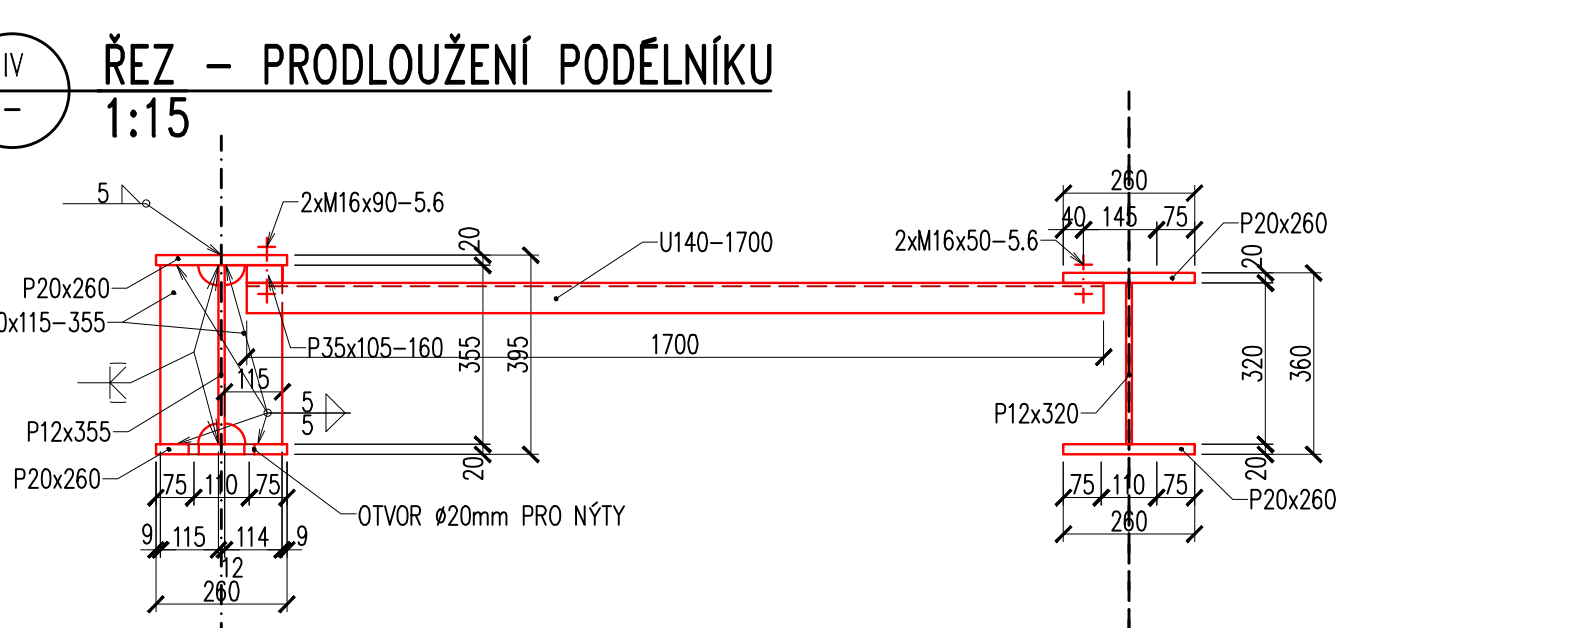 IV
–
ŘEZ – PRODLOUŽENÍ PODÉLNÍKU
1:15
5
2xM16x90–5.6
20
U140–1700
2xM16x50–5.6
260
40
145
75
P20x260
20
P20x260
0x115–355
P35x105–160
355
395
1700
320
360
115
5
5
P12x355
P12x320
P20x260
20
20
75
110
75
75
110
75
P20x260
OTVOR ø20mm PRO NÝTY
260
9
115
114
9
12
260